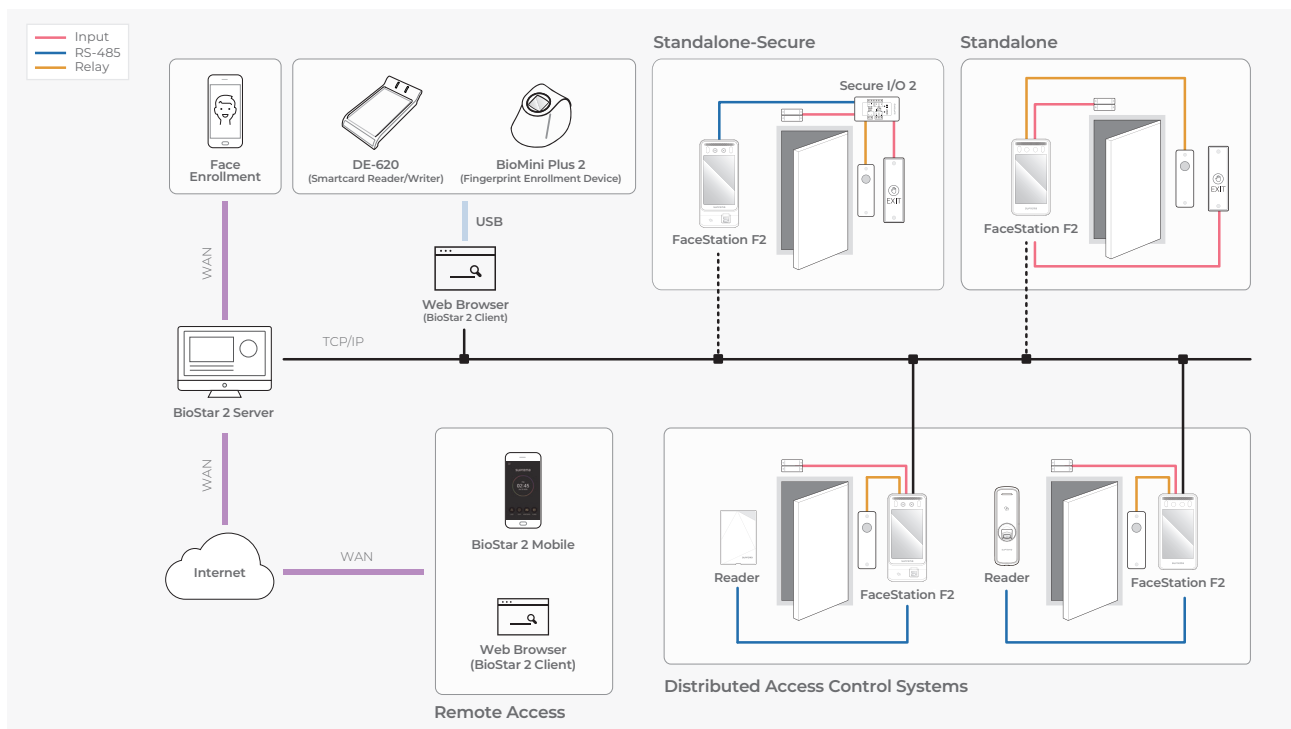 Input
RS-485
Relay
Face
Enrollment
DE-620
(Smartcard Reader/Writer)
BioMini Plus 2
(Fingerprint Enrollment Device)
Standalone-Secure
Secure I/O 2
EXIT
FaceStation F2
Standalone
EXIT
FaceStation F2
WAN
USB
Web Browser
(BioStar 2 Client)
TCP/IP
BioStar 2 Server
WAN
Internet
WAN
02:45
BioStar 2 Mobile
Web Browser
(BioStar 2 Client)
Remote Access
Reader
FaceStation F2
Reader
FaceStation F2
Distributed Access Control Systems